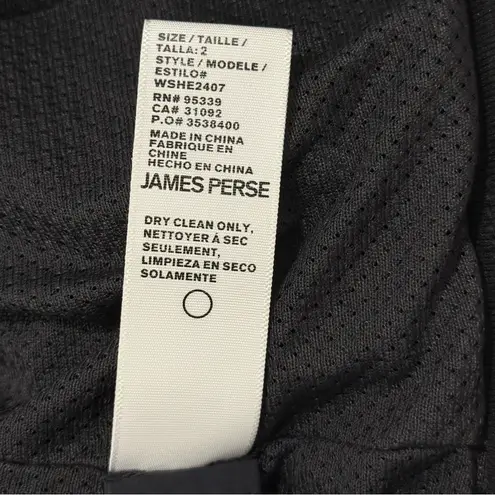 SIZE / TAILLE /
TALLA: 2
STYLE / MODELE /
ESTILO#
WSHE2407
RN# 95339
CA# 31092
P.O# 3538400
MADE IN CHINA
FABRIQUE EN
CHINE
HECHO EN CHINA
JAMES PERSE
DRY CLEAN ONLY,
NETTOYER Á SEC
SEULEMENT,
LIMPIEZA EN SECO
SOLAMENTE